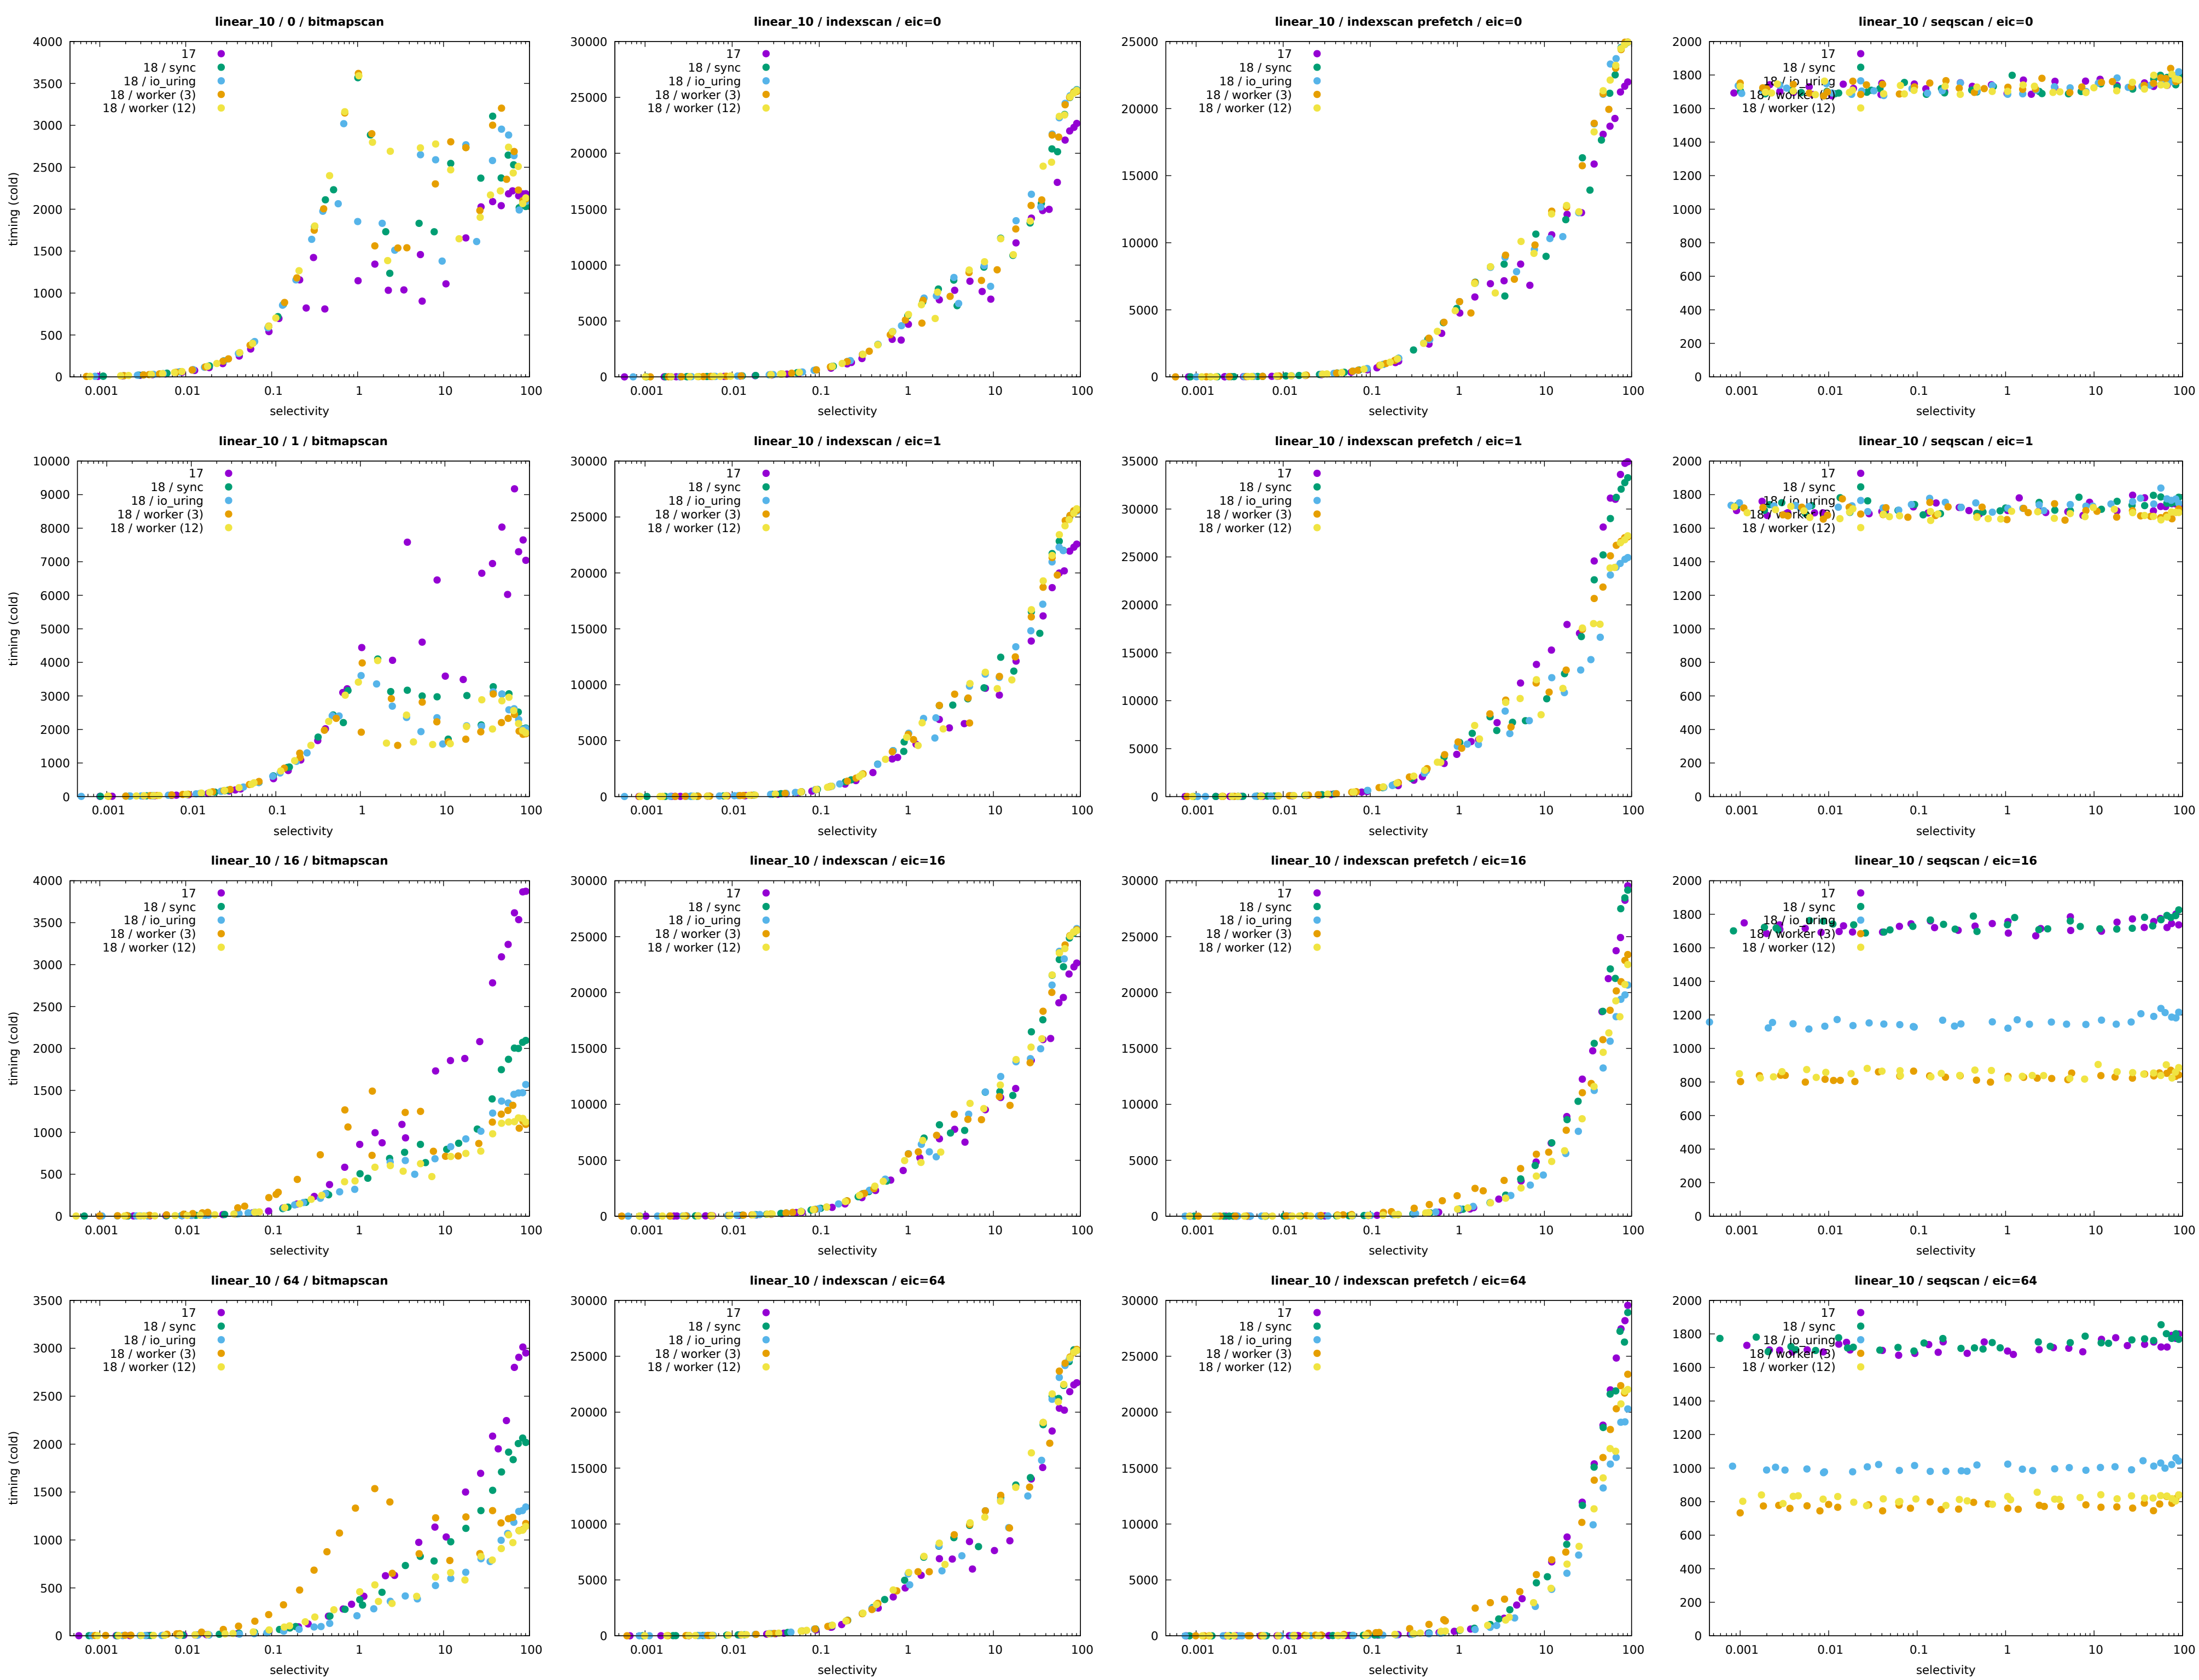 linear_10 / 0 / bitmapscan
timing (cold)
4000
3500
3000
2500
2000
1500
1000
500
0
17
18 / sync
18 / io_uring
18 / worker (3)
18 / worker (12)
0.001 0.01 0.1 1 10 100
selectivity
linear_10 / indexscan / eic=0
30000
25000
20000
15000
10000
5000
0
17
18 / sync
18 / io_uring
18 / worker (3)
18 / worker (12)
0.001 0.01 0.1 1 10 100
selectivity
linear_10 / indexscan prefetch / eic=0
25000
20000
15000
10000
5000
0
17
18 / sync
18 / io_uring
18 / worker (3)
18 / worker (12)
0.001 0.01 0.1 1 10 100
selectivity
linear_10 / seqscan / eic=0
2000
1800
1600
1400
1200
1000
800
600
400
200
0
17
18 / sync
18 / io_uring
18 / worker (3)
18 / worker (12)
0.001 0.01 0.1 1 10 100
selectivity
linear_10 / 1 / bitmapscan
timing (cold)
10000
9000
8000
7000
6000
5000
4000
3000
2000
1000
0
17
18 / sync
18 / io_uring
18 / worker (3)
18 / worker (12)
0.001 0.01 0.1 1 10 100
selectivity
linear_10 / indexscan / eic=1
30000
25000
20000
15000
10000
5000
0
17
18 / sync
18 / io_uring
18 / worker (3)
18 / worker (12)
0.001 0.01 0.1 1 10 100
selectivity
linear_10 / indexscan prefetch / eic=1
35000
30000
25000
20000
15000
10000
5000
0
17
18 / sync
18 / io_uring
18 / worker (3)
18 / worker (12)
0.001 0.01 0.1 1 10 100
selectivity
linear_10 / seqscan / eic=1
2000
1800
1600
1400
1200
1000
800
600
400
200
0
17
18 / sync
18 / io_uring
18 / worker (3)
18 / worker (12)
0.001 0.01 0.1 1 10 100
selectivity
linear_10 / 16 / bitmapscan
timing (cold)
4000
3500
3000
2500
2000
1500
1000
500
0
17
18 / sync
18 / io_uring
18 / worker (3)
18 / worker (12)
0.001 0.01 0.1 1 10 100
selectivity
linear_10 / indexscan / eic=16
30000
25000
20000
15000
10000
5000
0
17
18 / sync
18 / io_uring
18 / worker (3)
18 / worker (12)
0.001 0.01 0.1 1 10 100
selectivity
linear_10 / indexscan prefetch / eic=16
30000
25000
20000
15000
10000
5000
0
17
18 / sync
18 / io_uring
18 / worker (3)
18 / worker (12)
0.001 0.01 0.1 1 10 100
selectivity
linear_10 / seqscan / eic=16
2000
1800
1600
1400
1200
1000
800
600
400
200
0
17
18 / sync
18 / io_uring
18 / worker (3)
18 / worker (12)
0.001 0.01 0.1 1 10 100
selectivity
linear_10 / 64 / bitmapscan
timing (cold)
3500
3000
2500
2000
1500
1000
500
0
17
18 / sync
18 / io_uring
18 / worker (3)
18 / worker (12)
0.001 0.01 0.1 1 10 100
selectivity
linear_10 / indexscan / eic=64
30000
25000
20000
15000
10000
5000
0
17
18 / sync
18 / io_uring
18 / worker (3)
18 / worker (12)
0.001 0.01 0.1 1 10 100
selectivity
linear_10 / indexscan prefetch / eic=64
30000
25000
20000
15000
10000
5000
0
17
18 / sync
18 / io_uring
18 / worker (3)
18 / worker (12)
0.001 0.01 0.1 1 10 100
selectivity
linear_10 / seqscan / eic=64
2000
1800
1600
1400
1200
1000
800
600
400
200
0
17
18 / sync
18 / io_uring
18 / worker (3)
18 / worker (12)
0.001 0.01 0.1 1 10 100
selectivity